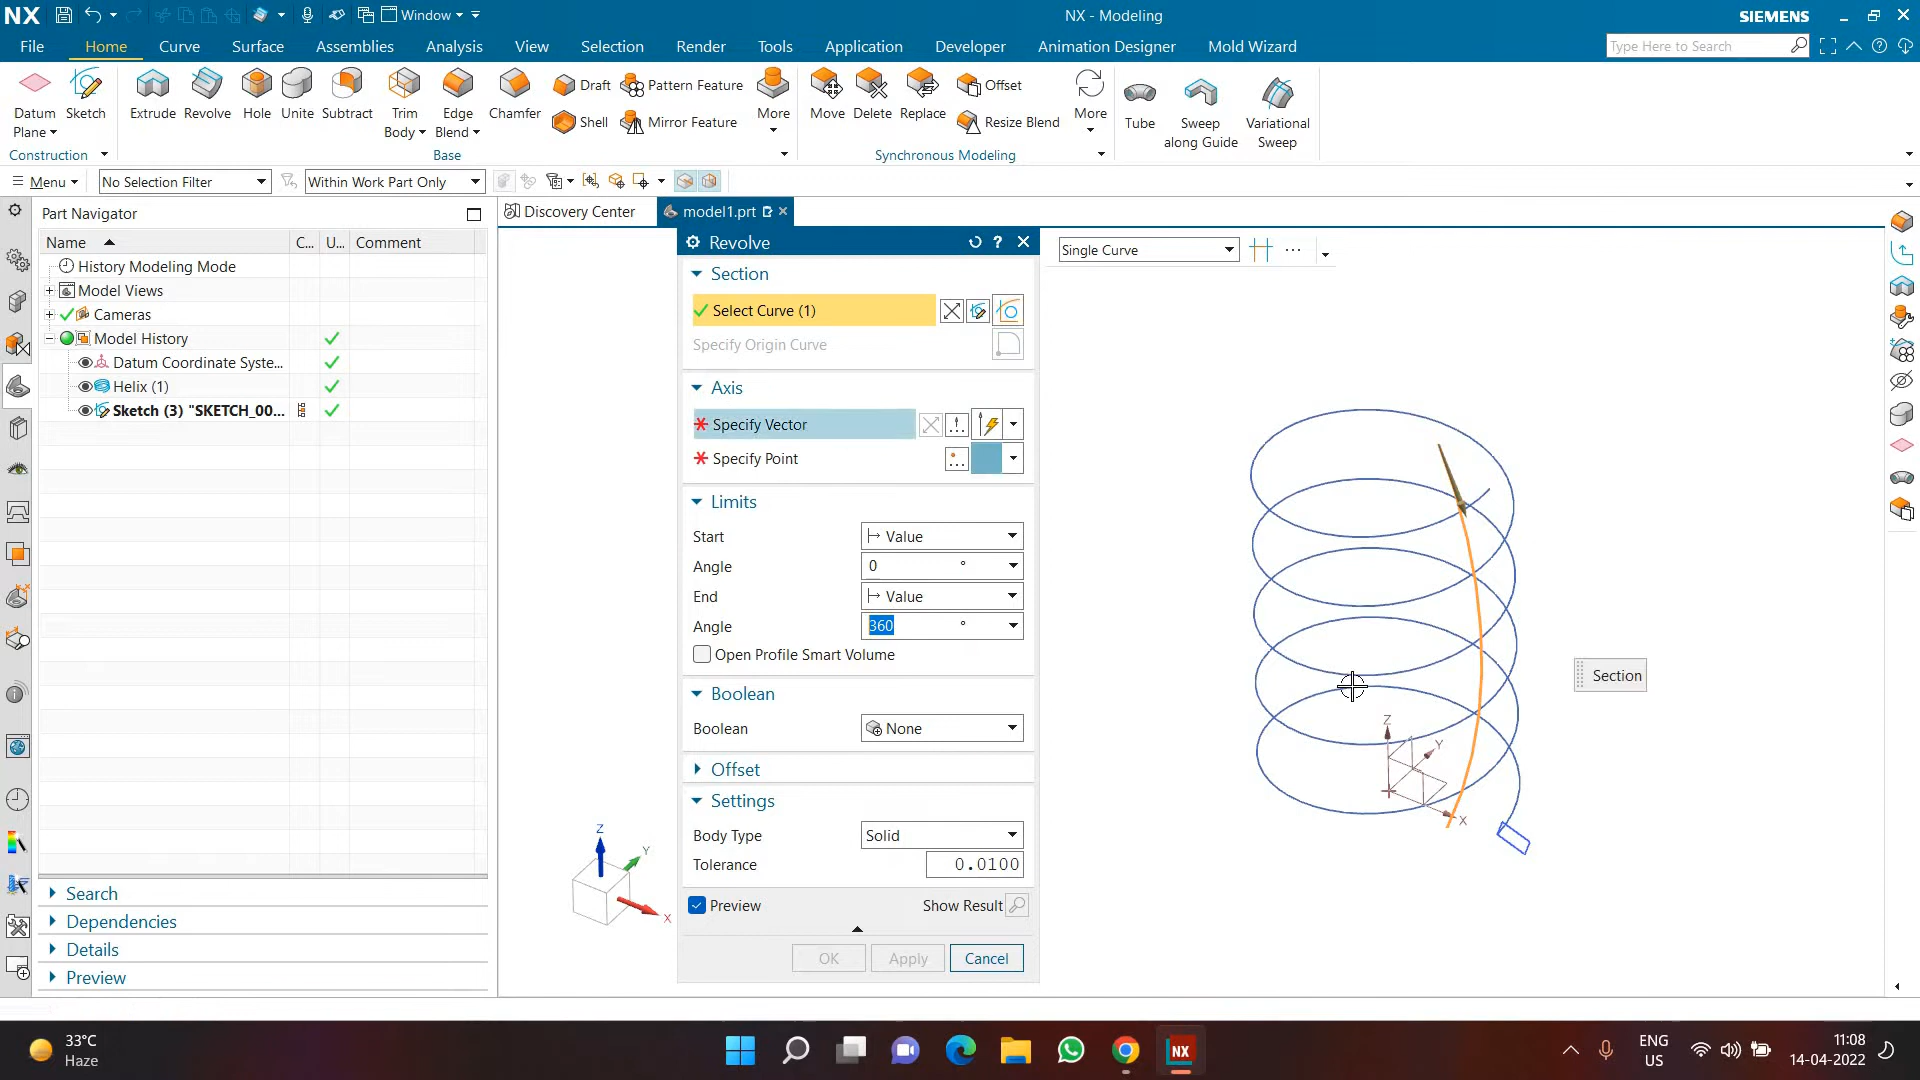 NX Window NX - Modeling SIEMENS
File Home Curve Surface Assemblies Analysis View Selection Render Tools Application Developer Animation Designer Mold Wizard Type Here to Search
Datum Plane Sketch Extrude Revolve Hole Unite Subtract Trim Body Edge Blend Chamfer Draft Shell Pattern Feature Mirror Feature More Move Delete Replace Offset Resize Blend More Tube Sweep along Guide Variational Sweep
Construction Base Synchronous Modeling
Menu No Selection Filter Within Work Part Only
Part Navigator
Discovery Center model1.prt
Name C... U... Comment
History Modeling Mode
Model Views
Cameras
Model History
Datum Coordinate Syste...
Helix (1)
Sketch (3) "SKETCH_00...
Search
Dependencies
Details
Preview
Revolve
Section
Select Curve (1)
Specify Origin Curve
Axis
Specify Vector
Specify Point
Limits
Start Value
Angle 0 °
End Value
Angle 360 °
Open Profile Smart Volume
Boolean
Boolean None
Offset
Settings
Body Type Solid
Tolerance 0.0100
Preview Show Result
OK Apply Cancel
Single Curve
Section
Z
Y
X
Z
Y
X
33°C
Haze
NX
ENG
US
11:08
14-04-2022